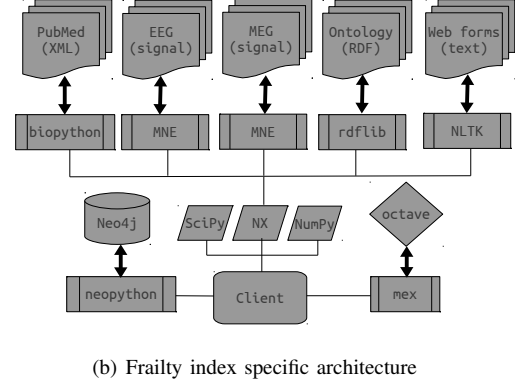 PubMed
(XML)
EEG
(signal)
MEG
(signal)
Ontology
(RDF)
Web forms
(text)
biopython
MNE
MNE
rdflib
NLTK
Neo4j
SciPy
NX
NumPy
octave
neopython
Client
mex
(b) Frailty index specific architecture